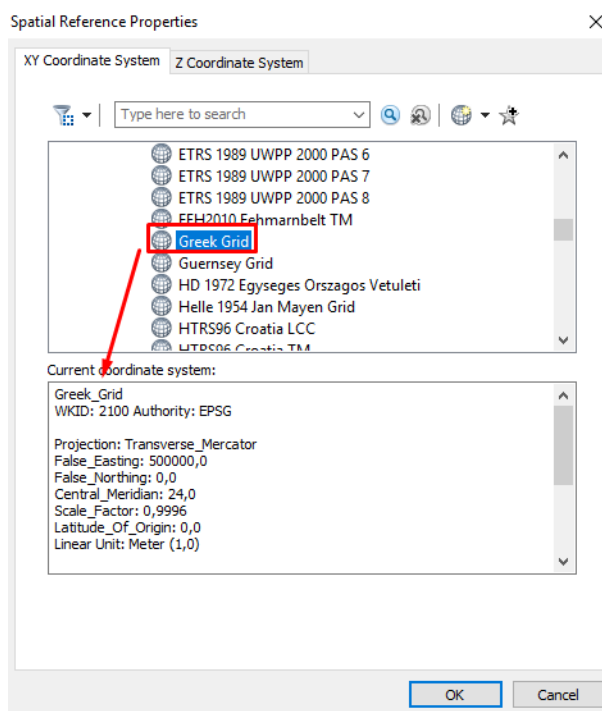 Spatial Reference Properties
XY Coordinate System
Z Coordinate System
Type here to search
ETRS 1989 UWPP 2000 PAS 6
ETRS 1989 UWPP 2000 PAS 7
ETRS 1989 UWPP 2000 PAS 8
FEH2010 Fehmarnbelt TM
Greek Grid
Guernsey Grid
HD 1972 Egyseges Orszagos Vetuleti
Helle 1954 Jan Mayen Grid
HTRS96 Croatia LCC
HTRS96 Croatia TM
Current coordinate system:
Greek_Grid
WKID: 2100 Authority: EPSG
Projection: Transverse_Mercator
False_Easting: 500000,0
False_Northing: 0,0
Central_Meridian: 24,0
Scale_Factor: 0,9996
Latitude_Of_Origin: 0,0
Linear Unit: Meter (1,0)
OK
Cancel